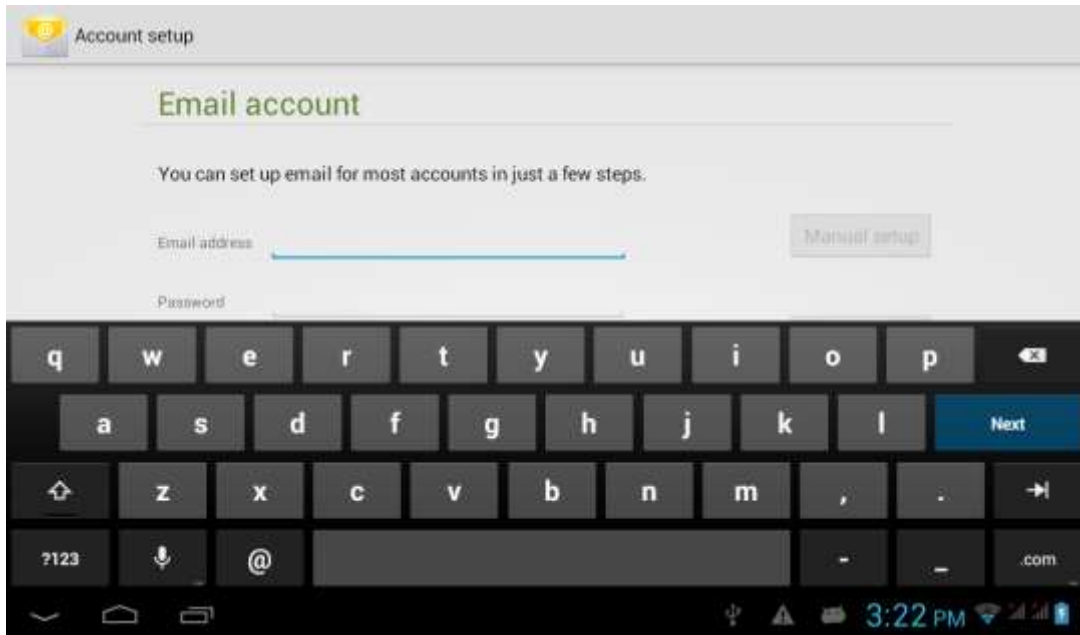 Account setup
Email account
You can set up email for most accounts in just a few steps.
Email address
Manual setup
Password
q w e r t y u i o p
a s d f g h j k l Next
z x c v b n m , .
?123 @ - _ .com
3:22 PM